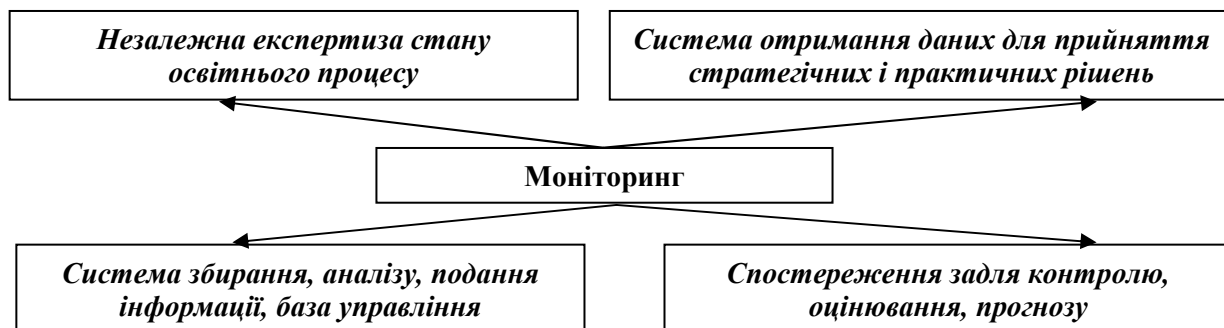 Незалежна експертиза стану
освітнього процесу
Система отримання даних для прийняття
стратегічних і практичних рішень
Моніторинг
Система збирання, аналізу, подання
інформації, база управління
Спостереження задля контролю,
оцінювання, прогнозу